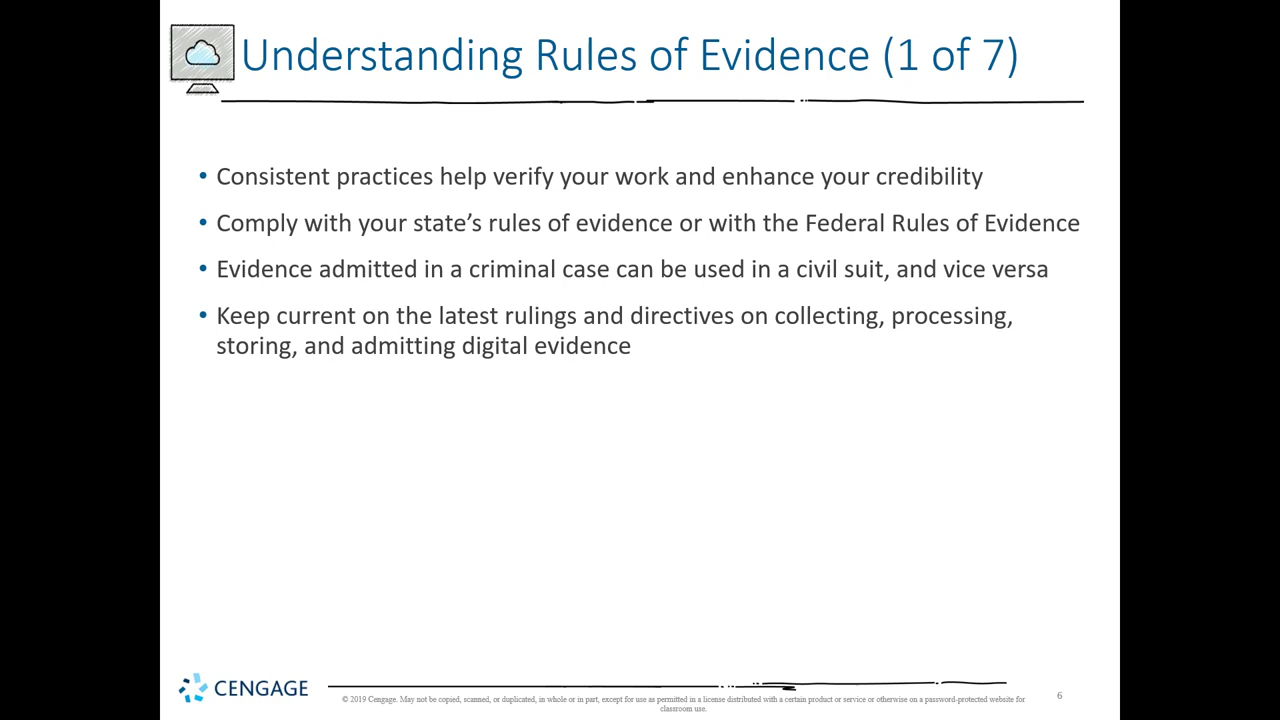 Understanding Rules of Evidence (1 of 7)
• Consistent practices help verify your work and enhance your credibility
• Comply with your state’s rules of evidence or with the Federal Rules of Evidence
• Evidence admitted in a criminal case can be used in a civil suit, and vice versa
• Keep current on the latest rulings and directives on collecting, processing,
storing, and admitting digital evidence
CENGAGE
© 2019 Cengage. May not be copied, scanned, or duplicated, in whole or in part, except for use as permitted in a license distributed with a certain product or service or otherwise on a password-protected website for
classroom use.
6